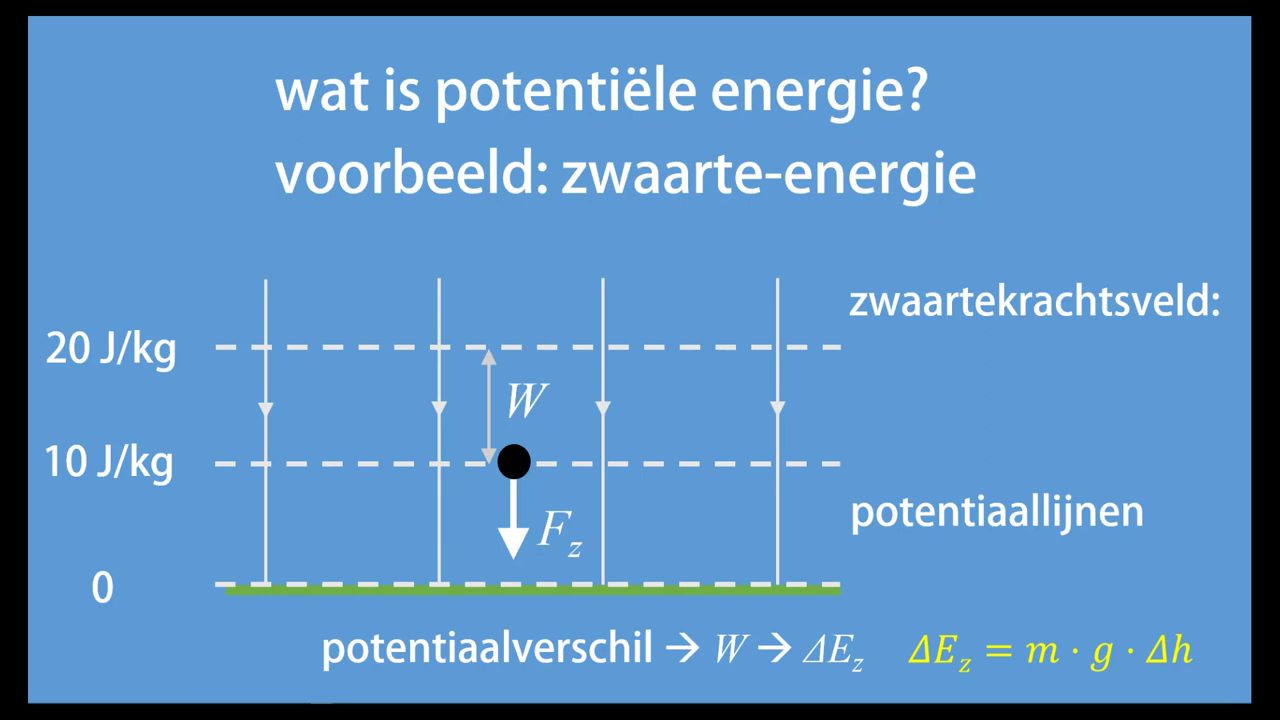 wat is potentiële energie?
voorbeeld: zwaarte-energie
zwaartekrachtsveld:
20 J/kg
W
10 J/kg
potentiaallijnen
F_z
0
potentiaalverschil → W → ΔE_z ΔE_z = m · g · Δh